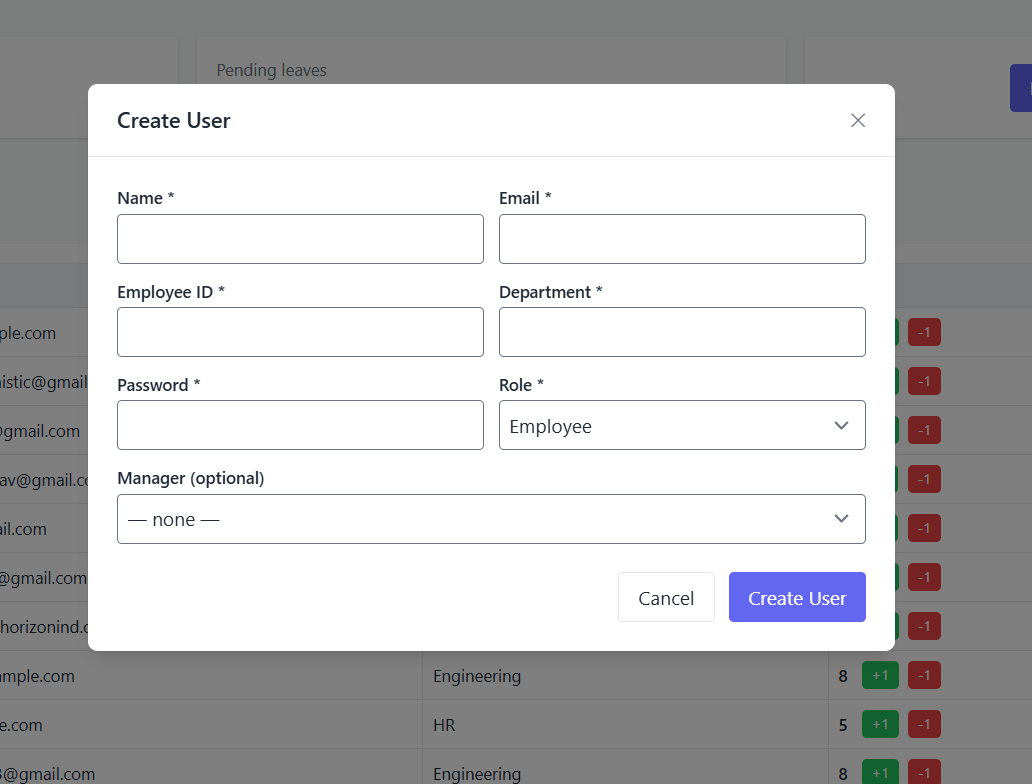 Pending leaves
Create User
Name *
Email *
Employee ID *
Department *
ple.com
-1
nistic@gmail
-1
Password *
Role *
Employee
@gmail.com
-1
Manager (optional)
av@gmail.co
-1
— none —
ail.com
-1
@gmail.com
-1
Cancel
Create User
horizonind.c
-1
ample.com Engineering 8 +1 -1
e.com HR 5 +1 -1
3@gmail.com Engineering 8 +1 -1